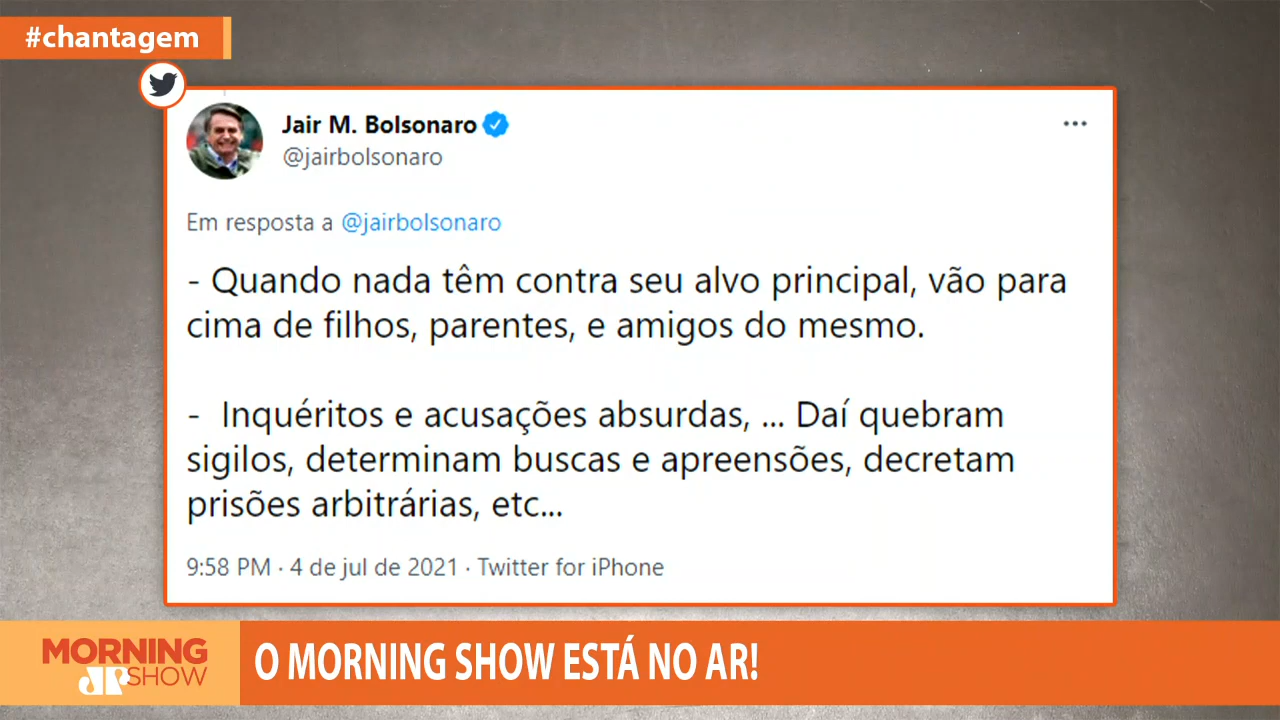 #chantagem
Jair M. Bolsonaro
@jairbolsonaro
Em resposta a @jairbolsonaro
- Quando nada têm contra seu alvo principal, vão para
cima de filhos, parentes, e amigos do mesmo.
- Inquéritos e acusações absurdas, ... Daí quebram
sigilos, determinam buscas e apreensões, decretam
prisões arbitrárias, etc...
9:58 PM · 4 de jul de 2021 · Twitter for iPhone
MORNING
JP SHOW
O MORNING SHOW ESTÁ NO AR!